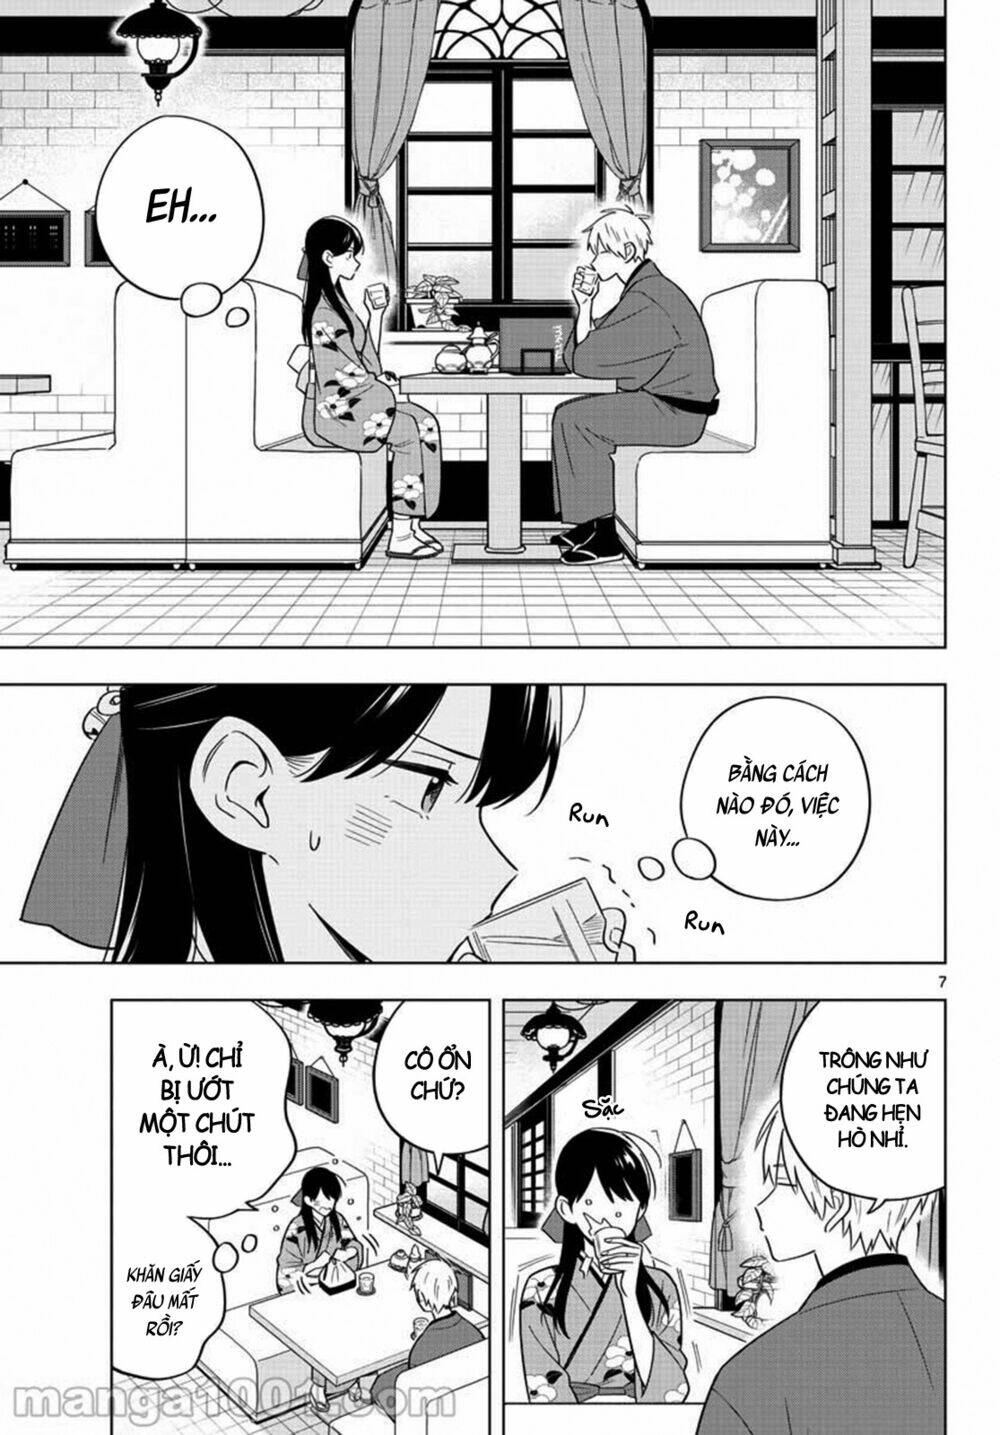 EH...
BẰNG CÁCH
NÀO ĐÓ, VIỆC
NÀY...
Run
Run
7
TRÔNG NHƯ
CHÚNG TA
ĐANG HẸN
HÒ NHỈ.
Sặc
CÔ ỔN
CHỨ?
À, Ừ! CHỈ
BỊ ƯỚT
MỘT CHÚT
THÔI...
KHĂN GIẤY
ĐÂU MẤT
RỒI?
manga1001.com